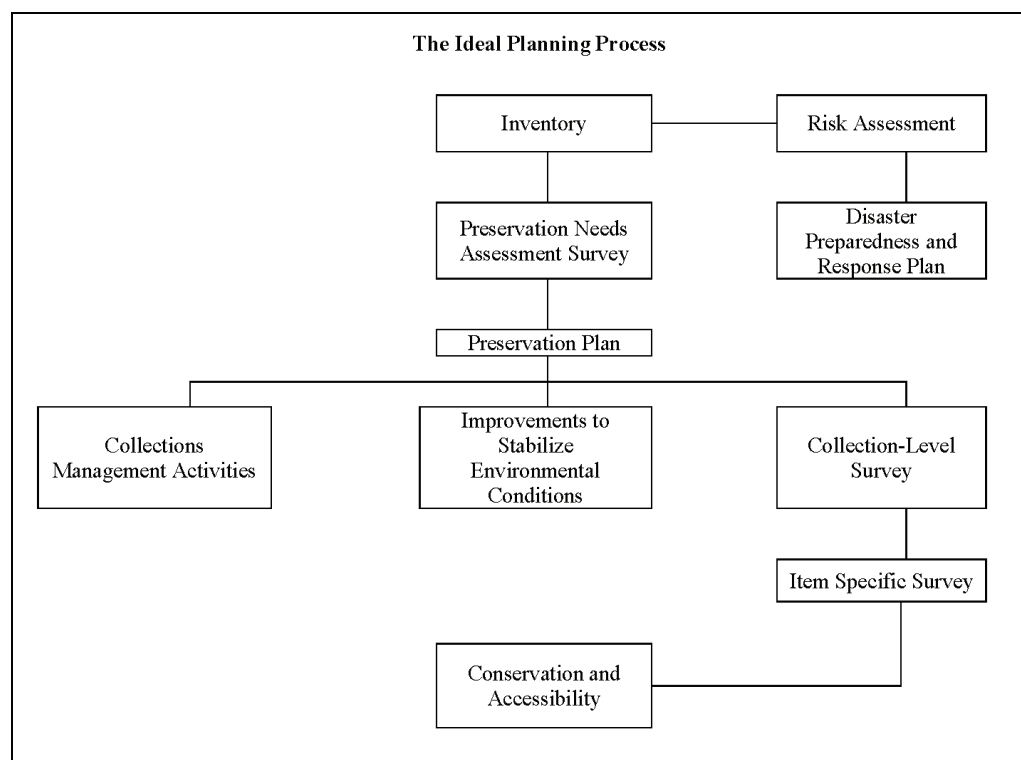 The Ideal Planning Process
Inventory
Risk Assessment
Preservation Needs
Assessment Survey
Disaster
Preparedness and
Response Plan
Preservation Plan
Collections
Management Activities
Improvements to
Stabilize
Environmental
Conditions
Collection-Level
Survey
Item Specific Survey
Conservation and
Accessibility